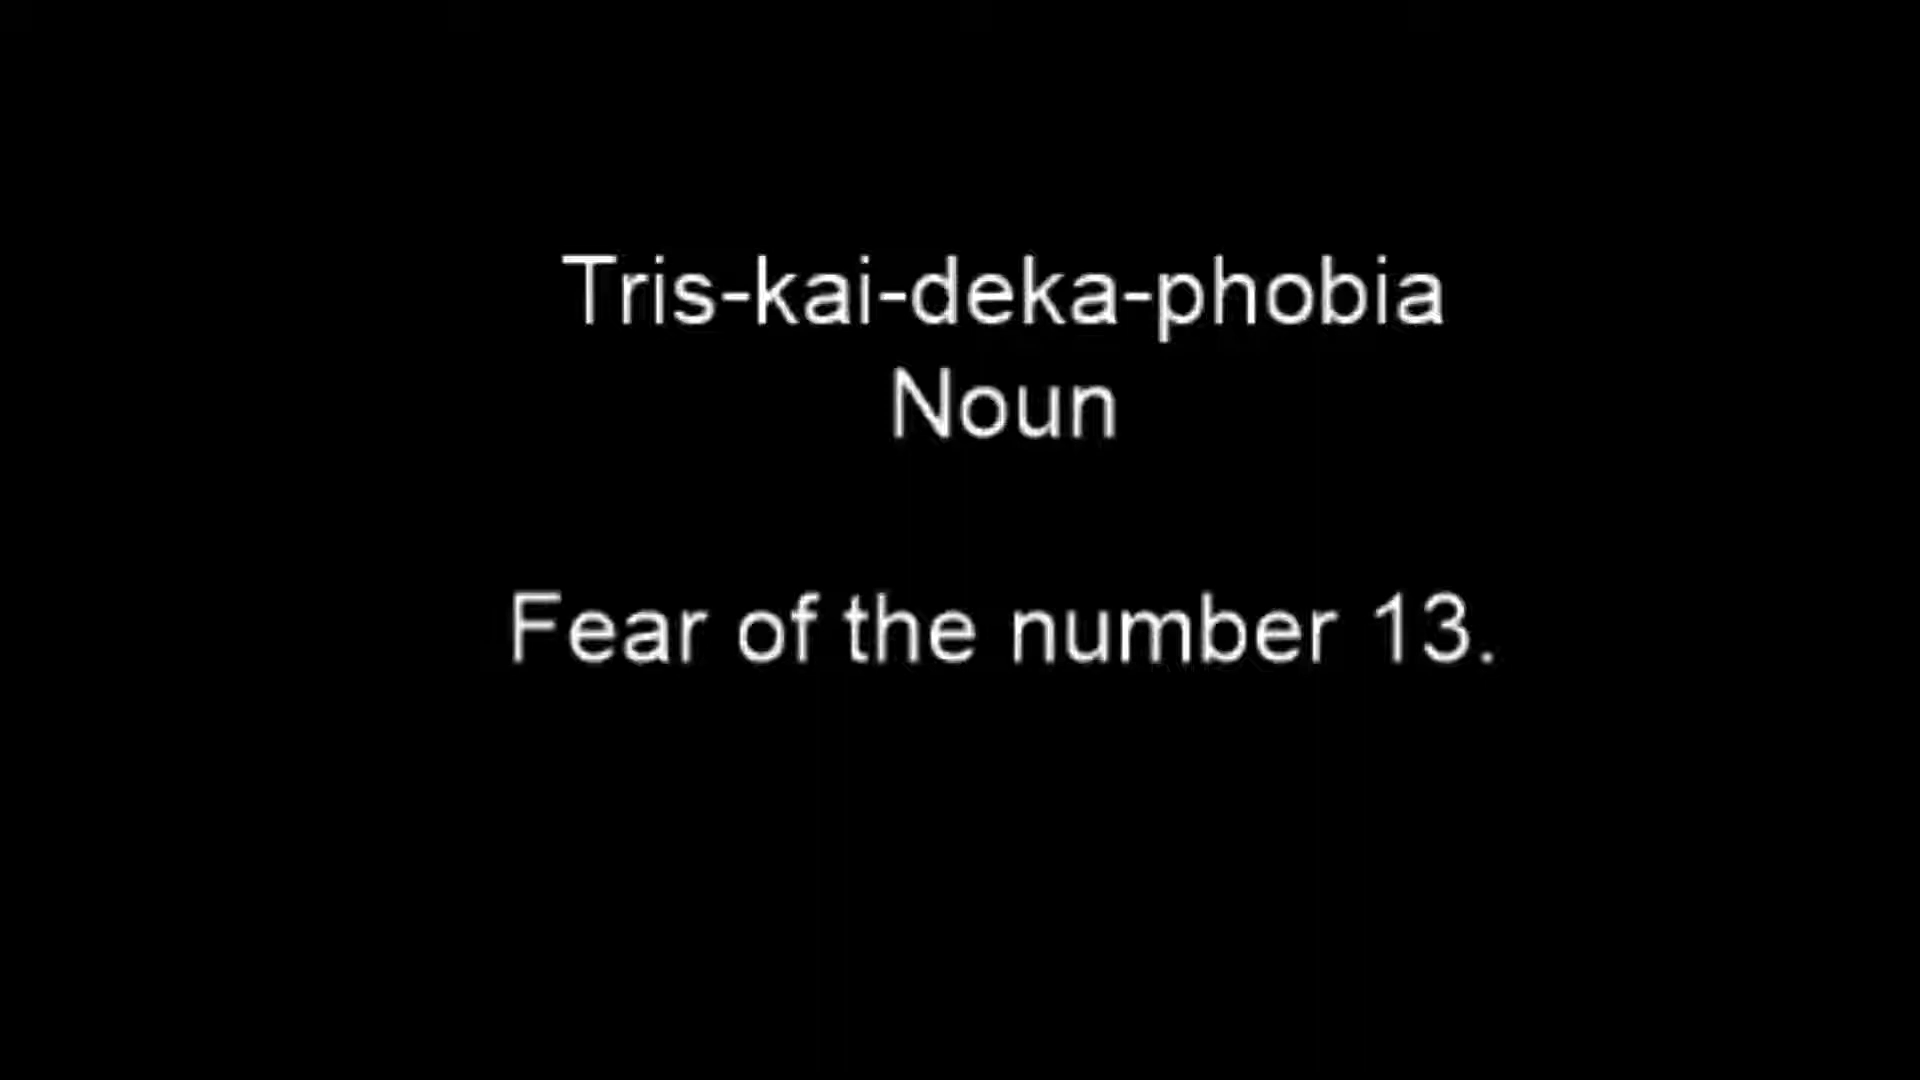 Tris-kai-deka-phobia
Noun
Fear of the number 13.